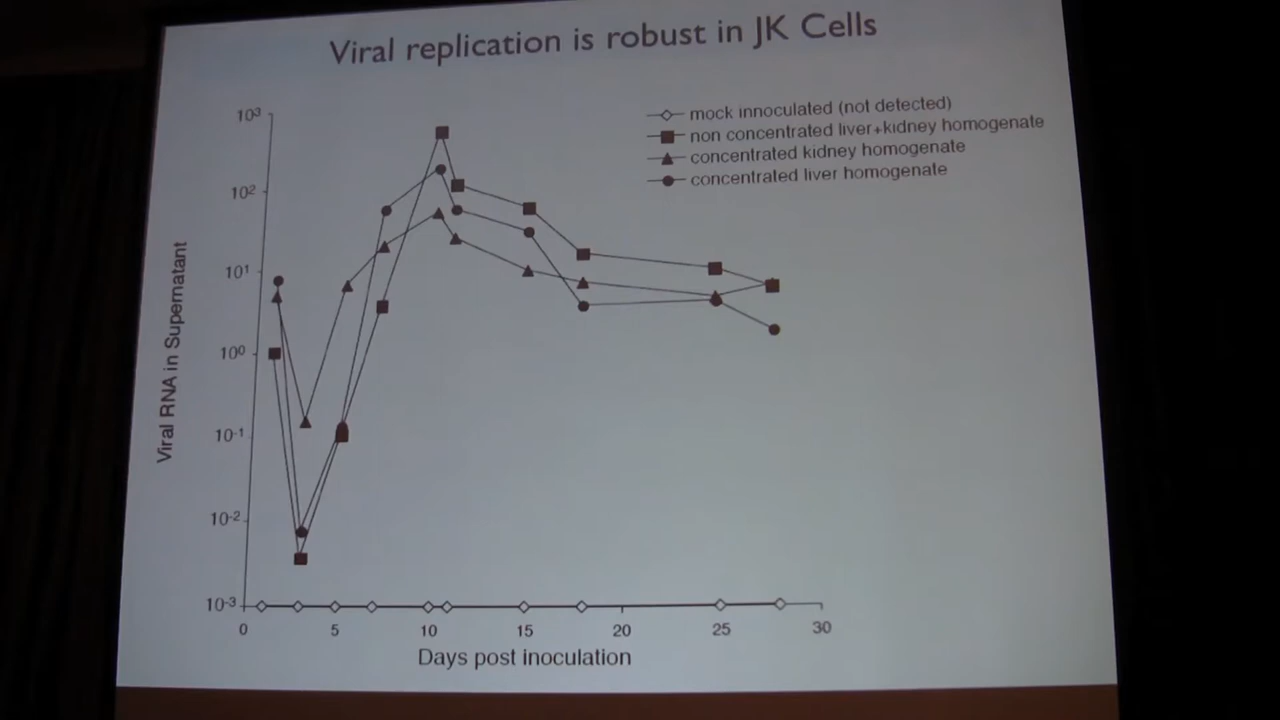 Viral replication is robust in JK Cells
mock innoculated (not detected)
non concentrated liver+kidney homogenate
concentrated kidney homogenate
concentrated liver homogenate
Viral RNA in Supernatant
10³
10²
10¹
10⁰
10⁻¹
10⁻²
10⁻³
0 5 10 15 20 25 30
Days post inoculation